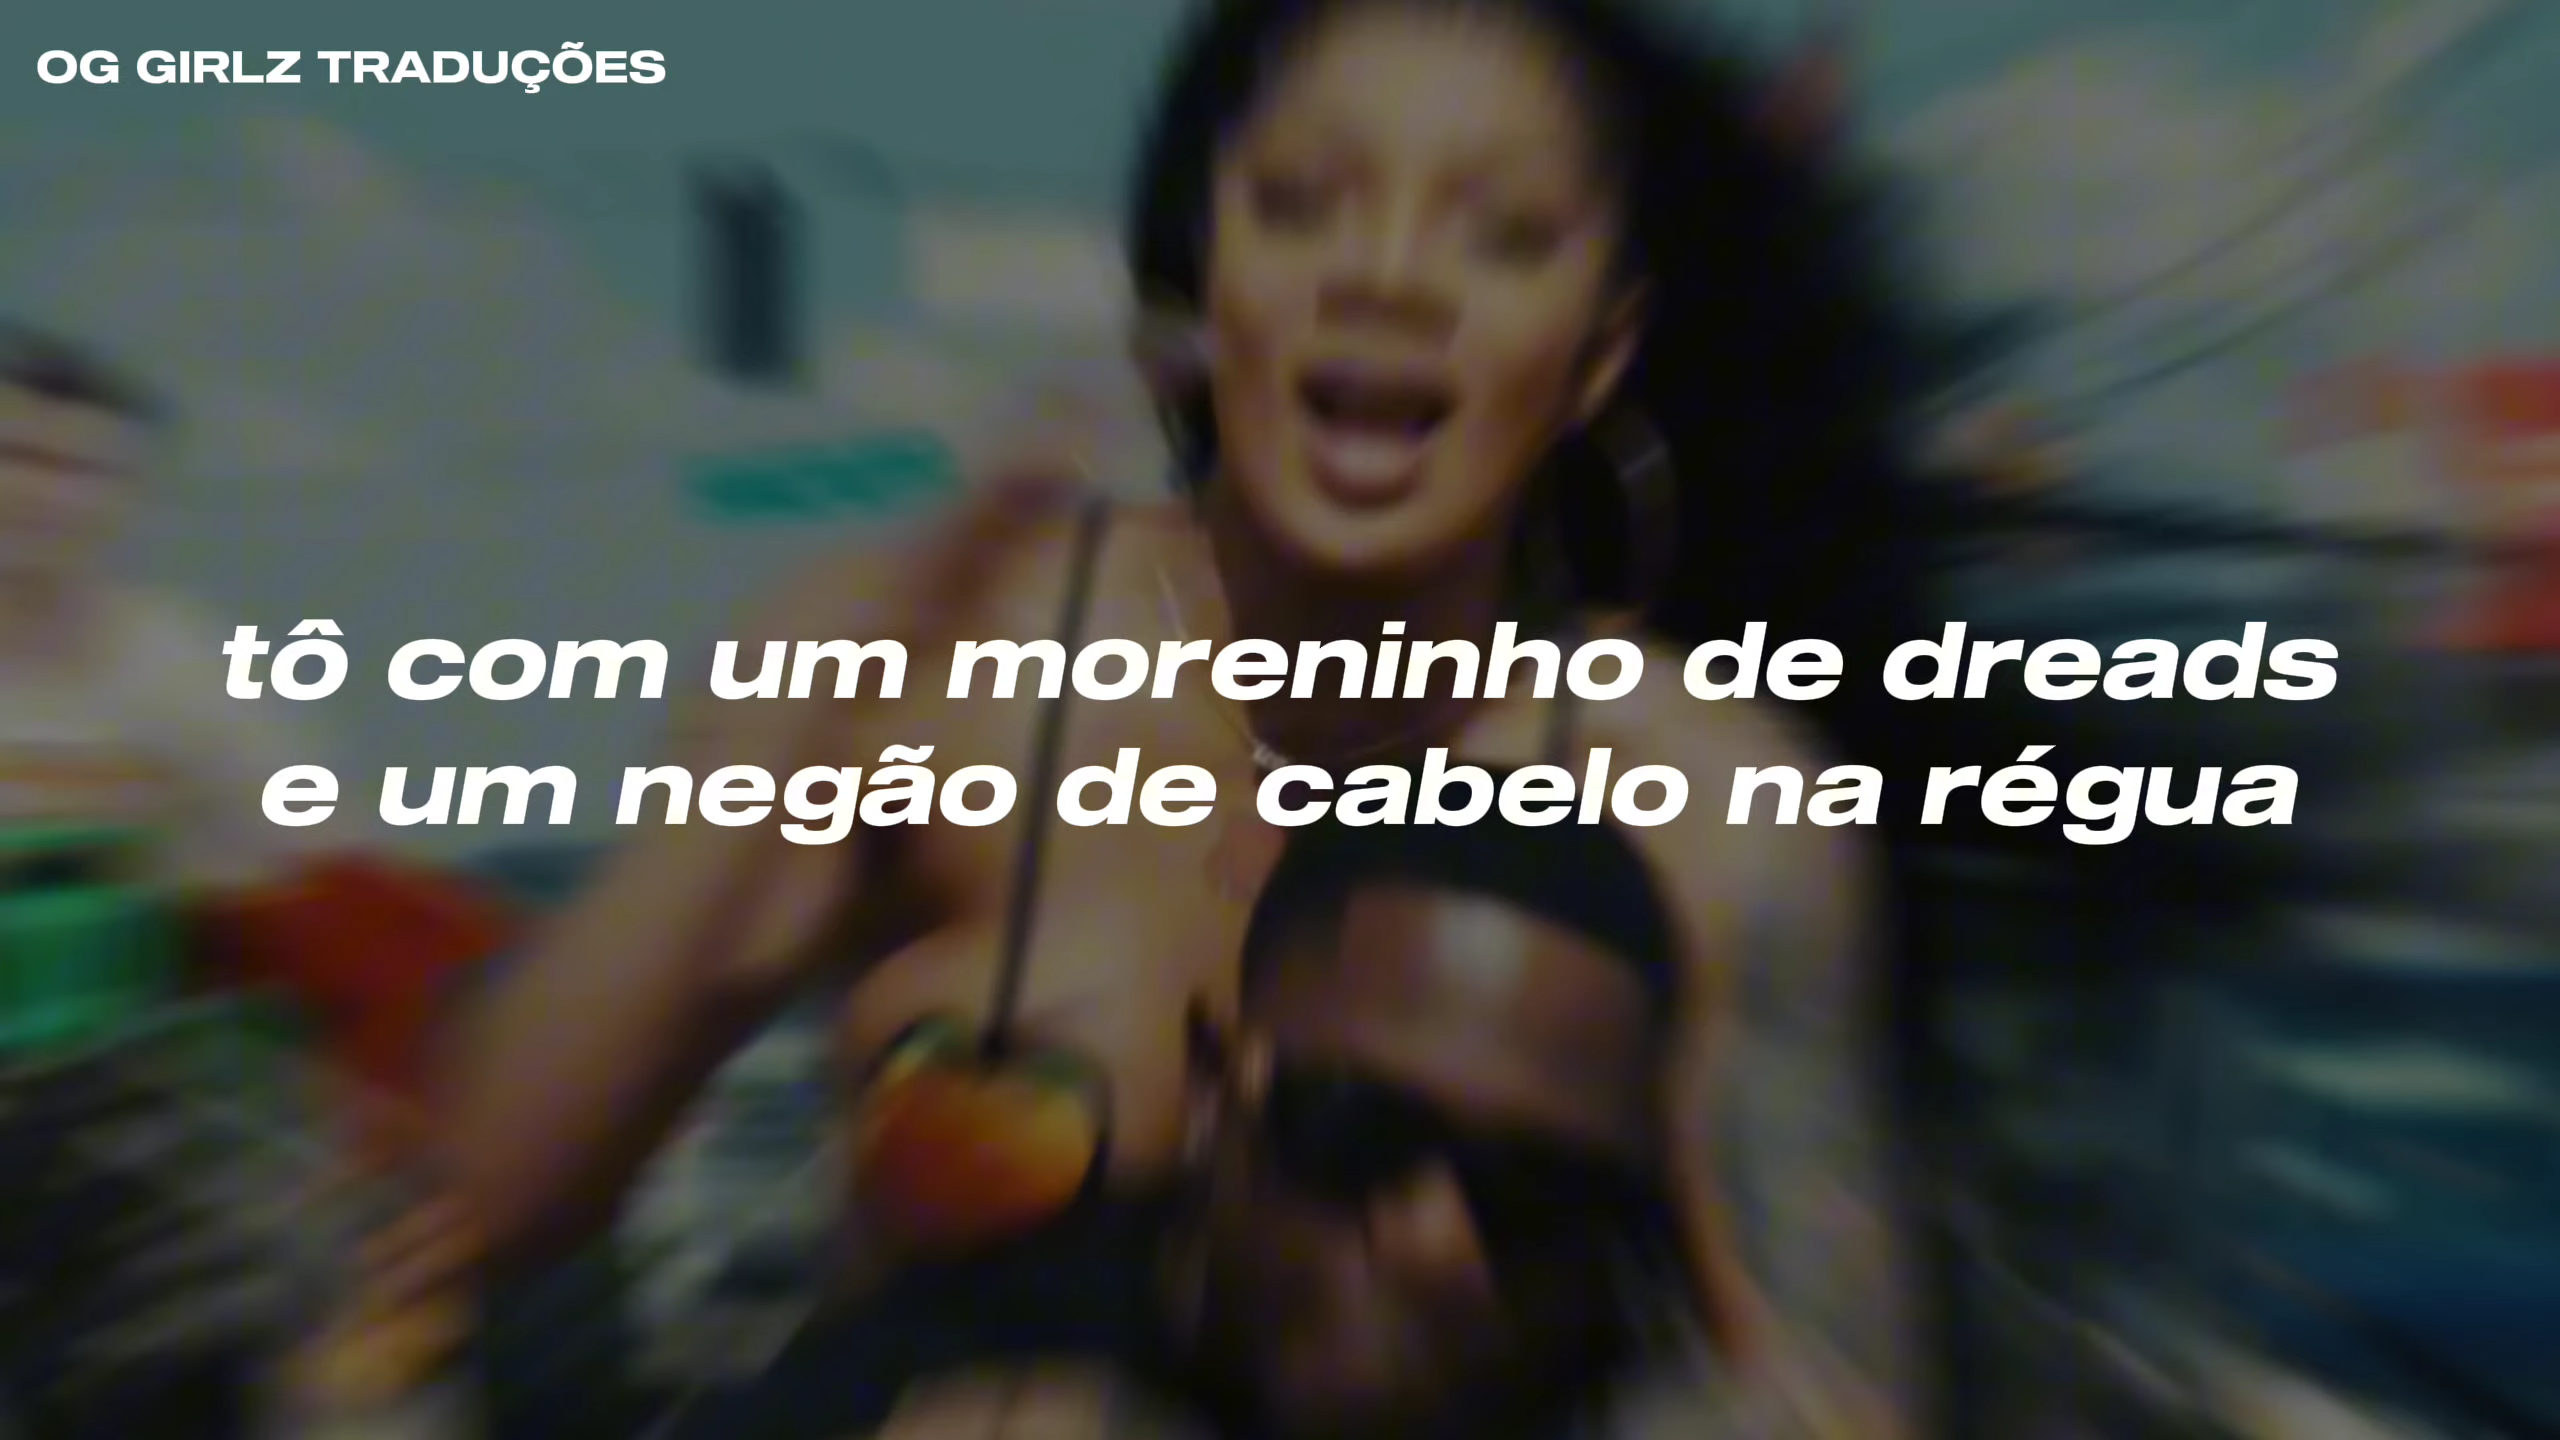 OG GIRLZ TRADUÇÕES
tô com um moreninho de dreads
e um negão de cabelo na régua